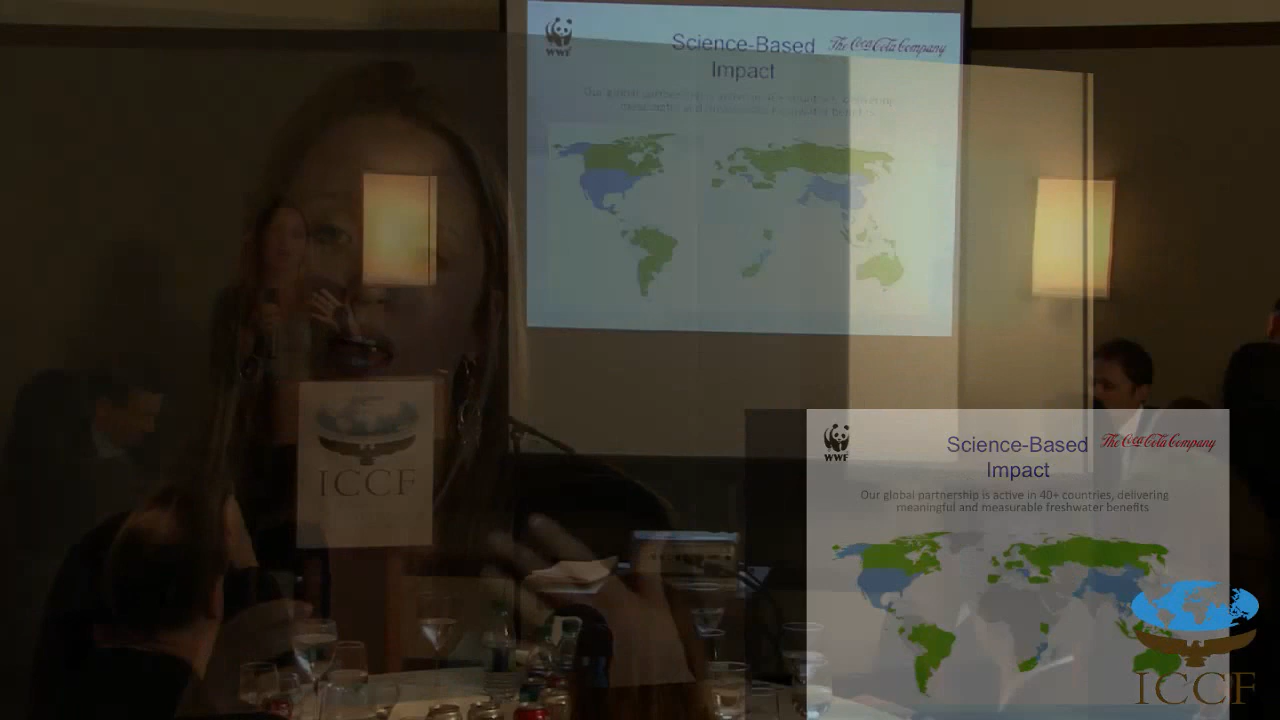 WWF
Science-Based
Impact
The Coca-Cola Company
ICCF
WWF
Science-Based
Impact
The Coca-Cola Company
Our global partnership is active in 40+ countries, delivering
meaningful and measurable freshwater benefits
ICCF